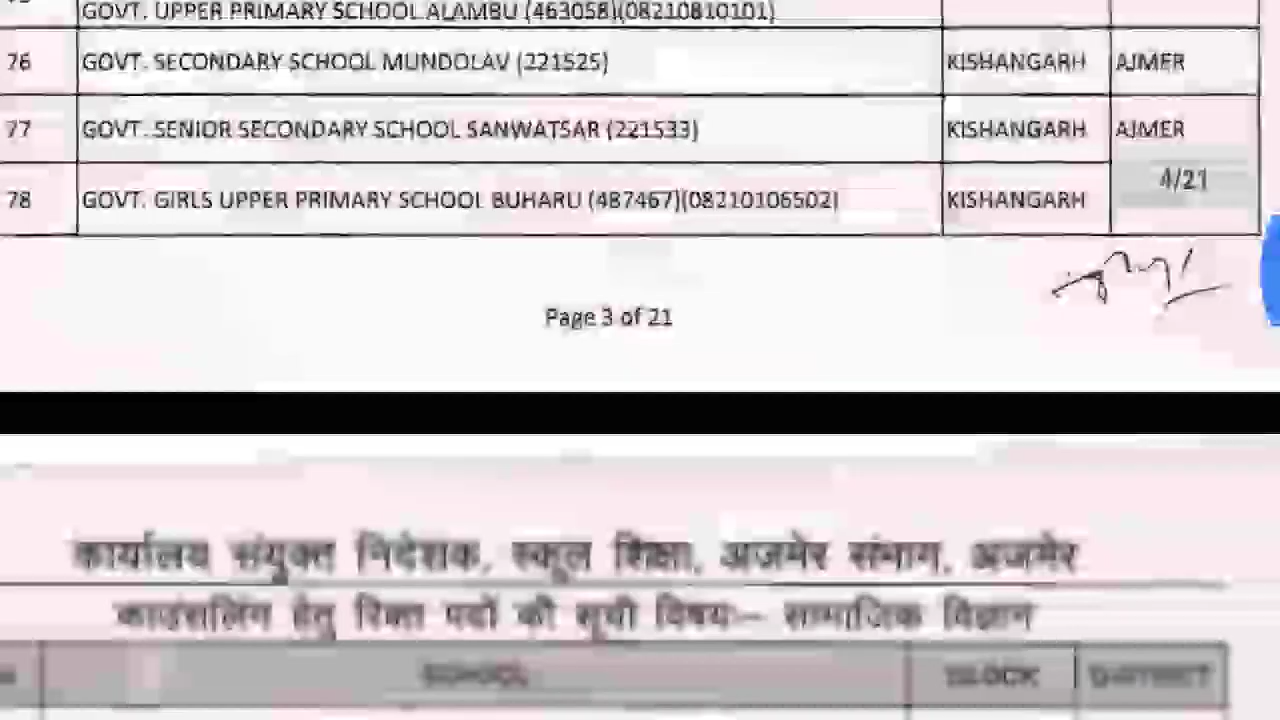 GOVT. UPPER PRIMARY SCHOOL ALAMBU (463058)(08210810101)
76 GOVT. SECONDARY SCHOOL MUNDOLAV (221525) KISHANGARH AJMER
77 GOVT. SENIOR SECONDARY SCHOOL SANWATSAR (221533) KISHANGARH AJMER
4/21
78 GOVT. GIRLS UPPER PRIMARY SCHOOL BUHARU (487467)(08210106502) KISHANGARH
Page 3 of 21
कार्यालय संयुक्त निदेशक, स्कूल शिक्षा, अजमेर संभाग, अजमेर
काउंसलिंग हेतु रिक्त पदों की सूची विषय:– सामाजिक विज्ञान
SCHOOL BLOCK DISTRICT